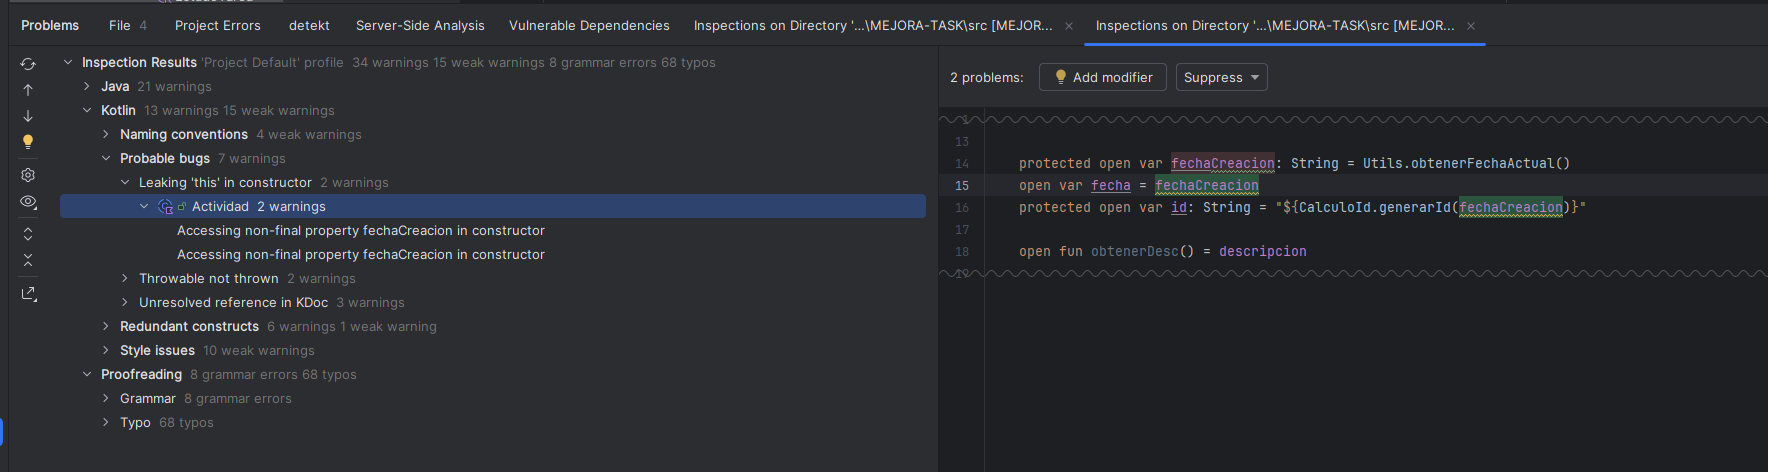 Problems File 4 Project Errors detekt Server-Side Analysis Vulnerable Dependencies Inspections on Directory '...\MEJORA-TASK\src [MEJOR... × Inspections on Directory '...\MEJORA-TASK\src [MEJOR... ×
Inspection Results 'Project Default' profile 34 warnings 15 weak warnings 8 grammar errors 68 typos
Java 21 warnings
Kotlin 13 warnings 15 weak warnings
Naming conventions 4 weak warnings
Probable bugs 7 warnings
Leaking 'this' in constructor 2 warnings
Actividad 2 warnings
Accessing non-final property fechaCreacion in constructor
Accessing non-final property fechaCreacion in constructor
Throwable not thrown 2 warnings
Unresolved reference in KDoc 3 warnings
Redundant constructs 6 warnings 1 weak warning
Style issues 10 weak warnings
Proofreading 8 grammar errors 68 typos
Grammar 8 grammar errors
Typo 68 typos
2 problems: Add modifier Suppress
1
13
14 protected open var fechaCreacion: String = Utils.obtenerFechaActual()
15 open var fecha = fechaCreacion
16 protected open var id: String = "${CalculoId.generarId(fechaCreacion)}"
17
18 open fun obtenerDesc() = descripcion
19